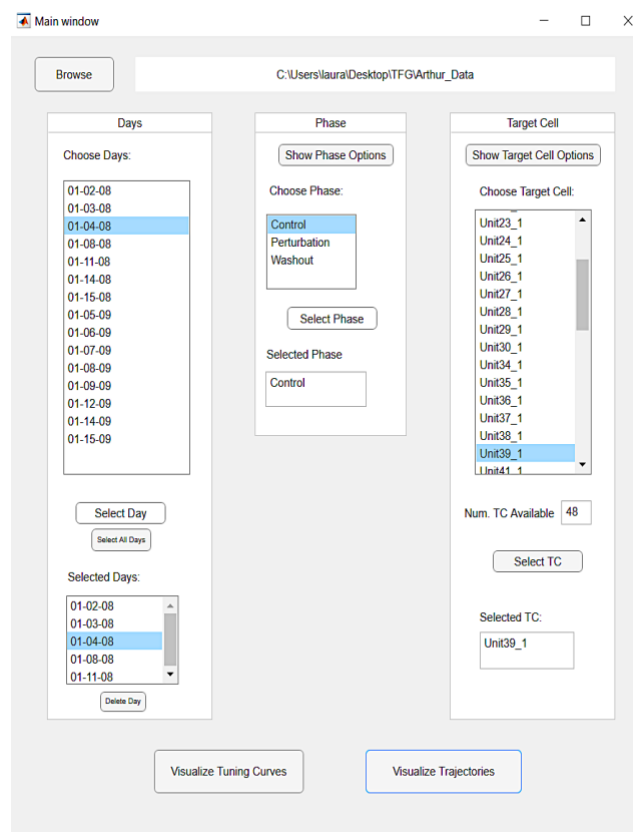 Main window
Browse
C:\Users\laura\Desktop\TFG\Arthur_Data
Days
Choose Days:
01-02-08
01-03-08
01-04-08
01-08-08
01-11-08
01-14-08
01-15-08
01-05-09
01-06-09
01-07-09
01-08-09
01-09-09
01-12-09
01-14-09
01-15-09
Select Day
Select All Days
Selected Days:
01-02-08
01-03-08
01-04-08
01-08-08
01-11-08
Delete Day
Phase
Show Phase Options
Choose Phase:
Control
Perturbation
Washout
Select Phase
Selected Phase
Control
Target Cell
Show Target Cell Options
Choose Target Cell:
Unit23_1
Unit24_1
Unit25_1
Unit26_1
Unit27_1
Unit28_1
Unit29_1
Unit30_1
Unit34_1
Unit35_1
Unit36_1
Unit37_1
Unit38_1
Unit39_1
Unit41_1
Num. TC Available 48
Select TC
Selected TC:
Unit39_1
Visualize Tuning Curves
Visualize Trajectories